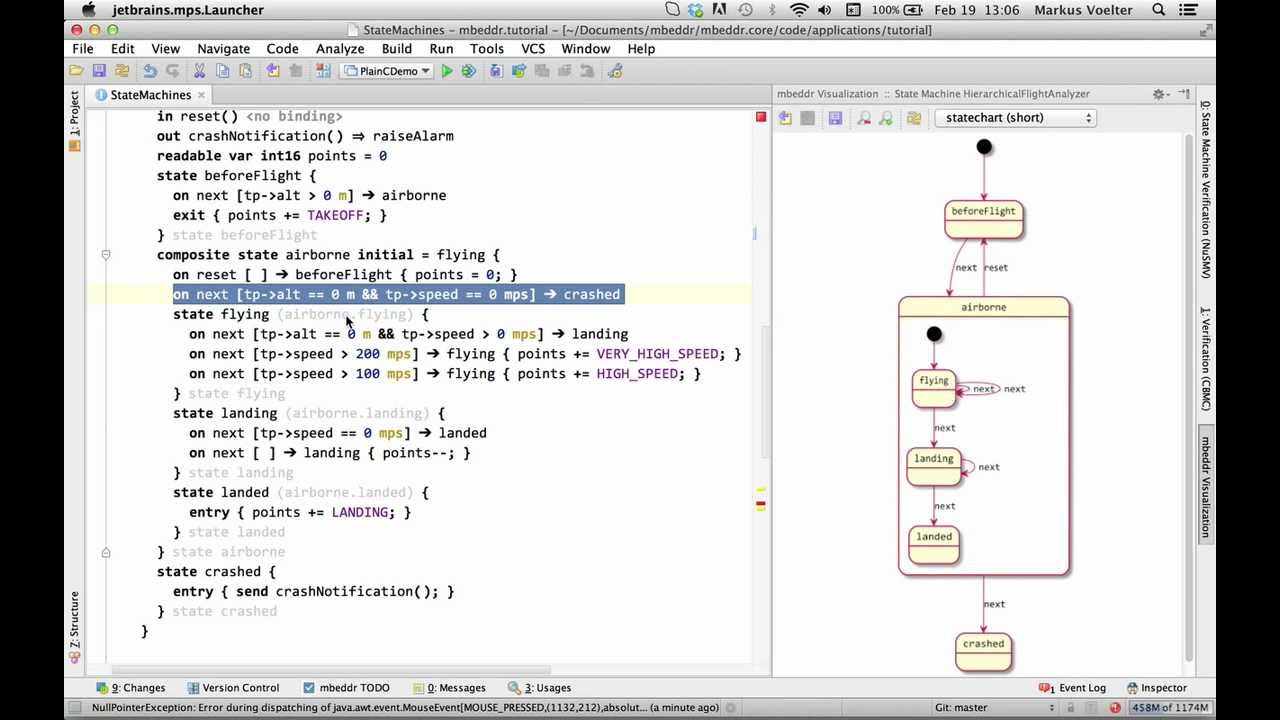 jetbrains.mps.Launcher 100% Feb 19 13:06 Markus Voelter
StateMachines – mbeddr.tutorial – [~/Documents/mbeddr/mbeddr.core/code/applications/tutorial]
File Edit View Navigate Code Analyze Build Run Tools VCS Window Help
PlainCDemo
StateMachines
mbeddr Visualization :: State Machine HierarchicalFlightAnalyzer
statechart (short)
1: Project
7: Structure
in reset() <no binding>
out crashNotification() ⇒ raiseAlarm
readable var int16 points = 0
state beforeFlight {
on next [tp->alt > 0 m] ➔ airborne
exit { points += TAKEOFF; }
} state beforeFlight
composite state airborne initial = flying {
on reset [ ] ➔ beforeFlight { points = 0; }
on next [tp->alt == 0 m && tp->speed == 0 mps] ➔ crashed
state flying (airborne.flying) {
on next [tp->alt == 0 m && tp->speed > 0 mps] ➔ landing
on next [tp->speed > 200 mps] ➔ flying { points += VERY_HIGH_SPEED; }
on next [tp->speed > 100 mps] ➔ flying { points += HIGH_SPEED; }
} state flying
state landing (airborne.landing) {
on next [tp->speed == 0 mps] ➔ landed
on next [ ] ➔ landing { points--; }
} state landing
state landed (airborne.landed) {
entry { points += LANDING; }
} state landed
} state airborne
state crashed {
entry { send crashNotification(); }
} state crashed
}
beforeFlight
next reset
airborne
flying
next next
next
landing
next
next
landed
next
crashed
0: State Machine Verification (NuSMV)
1: Verification (CBMC)
mbeddr Visualization
9: Changes Version Control mbeddr TODO 0: Messages 3: Usages 1 Event Log Inspector
NullPointerException: Error during dispatching of java.awt.event.MouseEvent[MOUSE_PRESSED,(1132,212),absolut... (a minute ago) Git: master 458M of 1174M